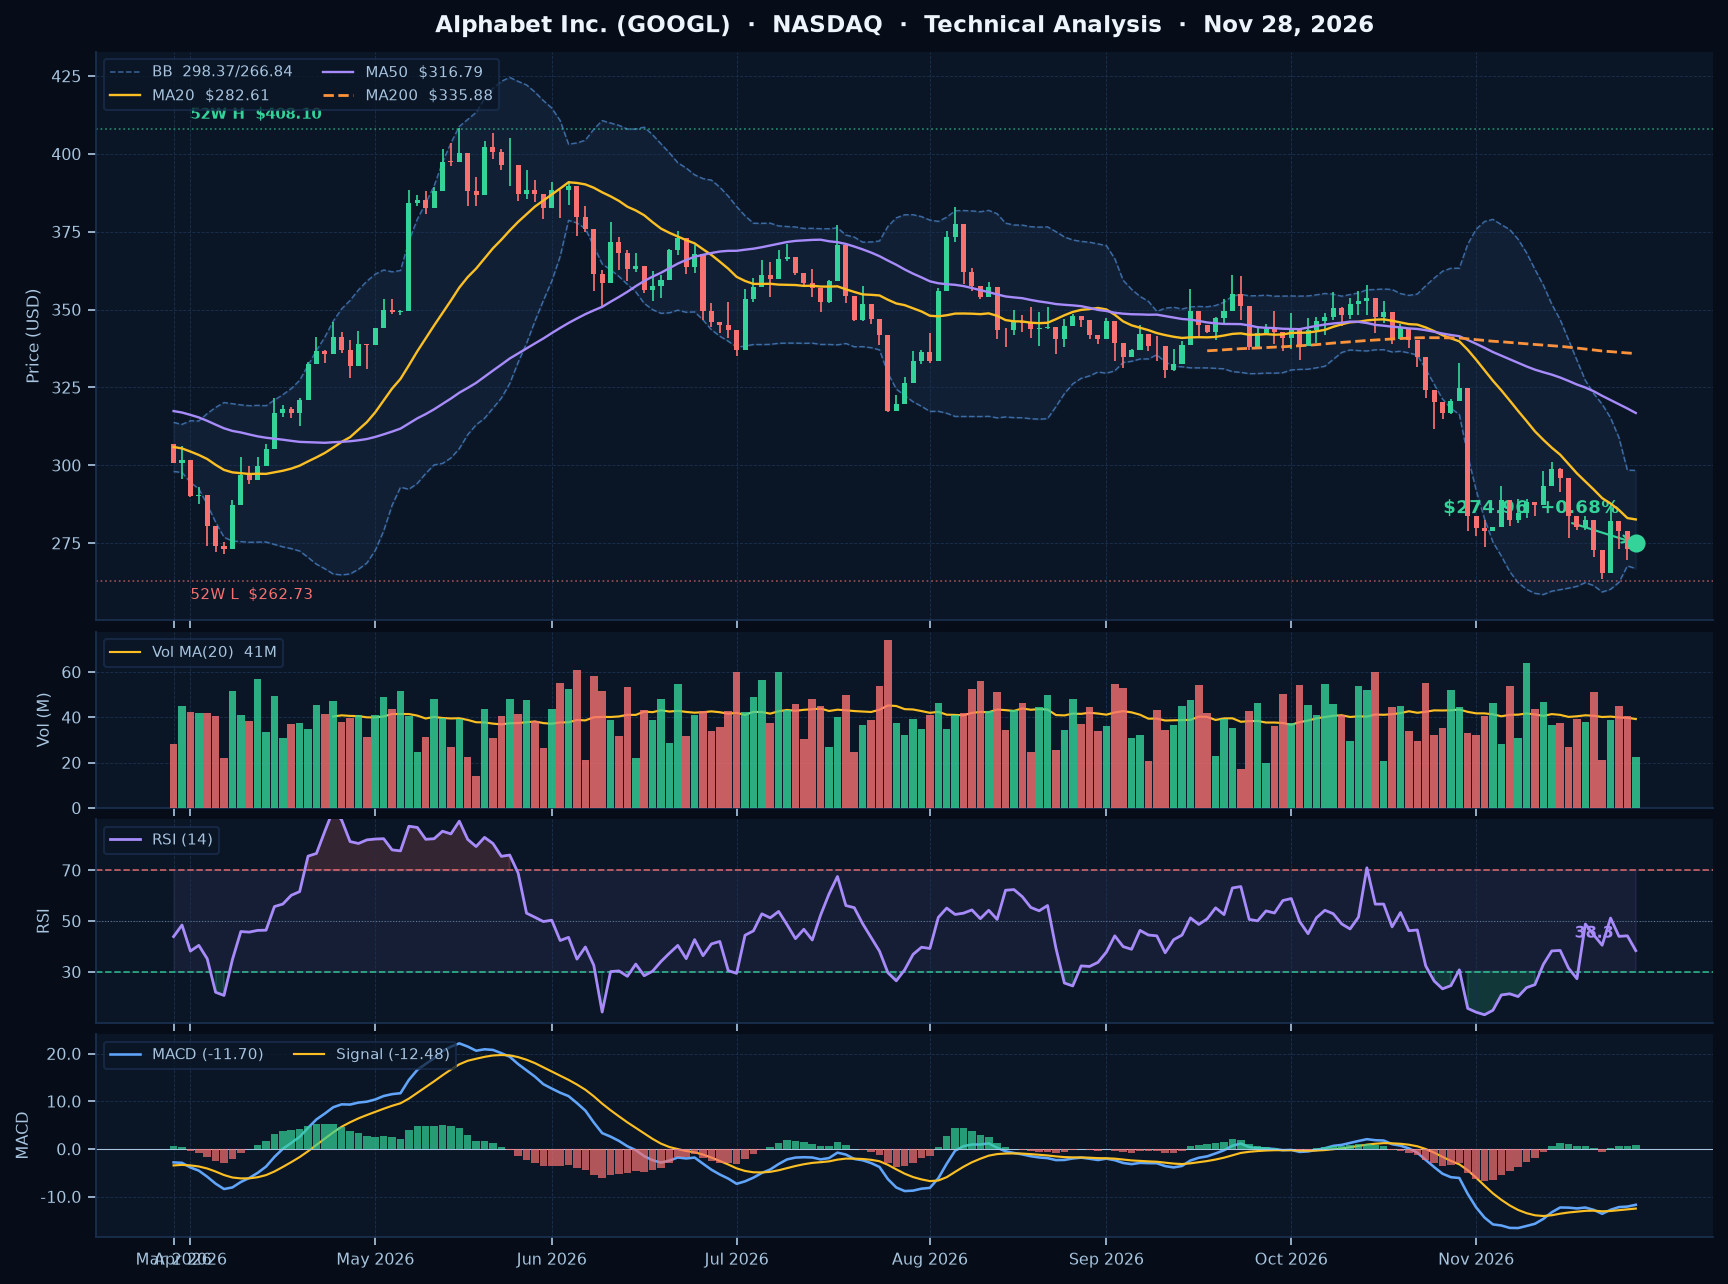 Alphabet Inc. (GOOGL) · NASDAQ · Technical Analysis · Nov 28, 2026
BB 298.37/266.84
MA20 $282.61
MA50 $316.79
MA200 $335.88
52W H $408.10
425
400
375
350
325
300
275
Price (USD)
+0.68%
52W L $262.73
Vol MA(20) 41M
60
40
20
0
Vol (M)
RSI (14)
70
50
30
RSI
38.3
MACD (-11.70)
Signal (-12.48)
20.0
10.0
0.0
-10.0
MACD
May 2026
Jun 2026
Jul 2026
Aug 2026
Sep 2026
Oct 2026
Nov 2026